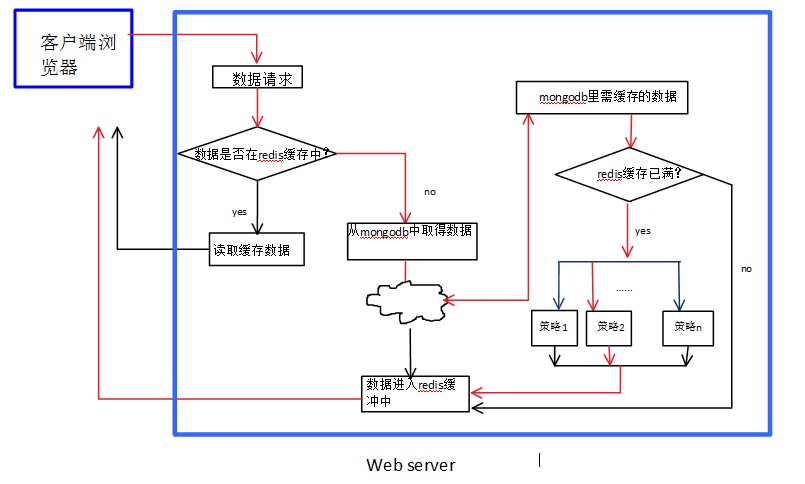 客户端浏
览器
数据请求
数据是否在redis缓存中?
no
yes
读取缓存数据
从mongodb中取得数据
数据进入redis缓
冲中
mongodb里需缓存的数据
redis缓存已满?
yes
no
……
策略1
策略2
策略n
Web server